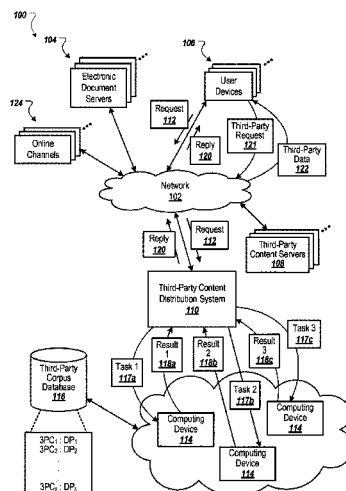 100
104
106
Electronic
Document
Servers
User
Devices
124
Request
112
Reply
120
Third-Party
Request
121
Third-Party
Data
122
Online
Channels
Network
102
Reply
120
Request
112
Third-Party
Content Servers
108
Third-Party Content
Distribution System
110
Task 1
117a
Result
1
118a
Result
2
118b
Result
3
118c
Task 3
117c
Task 2
117b
Third-Party
Corpus
Database
116
Computing
Device
114
Computing
Device
114
Computing
Device
114
3PC1 : DP1
3PC2 : DP2